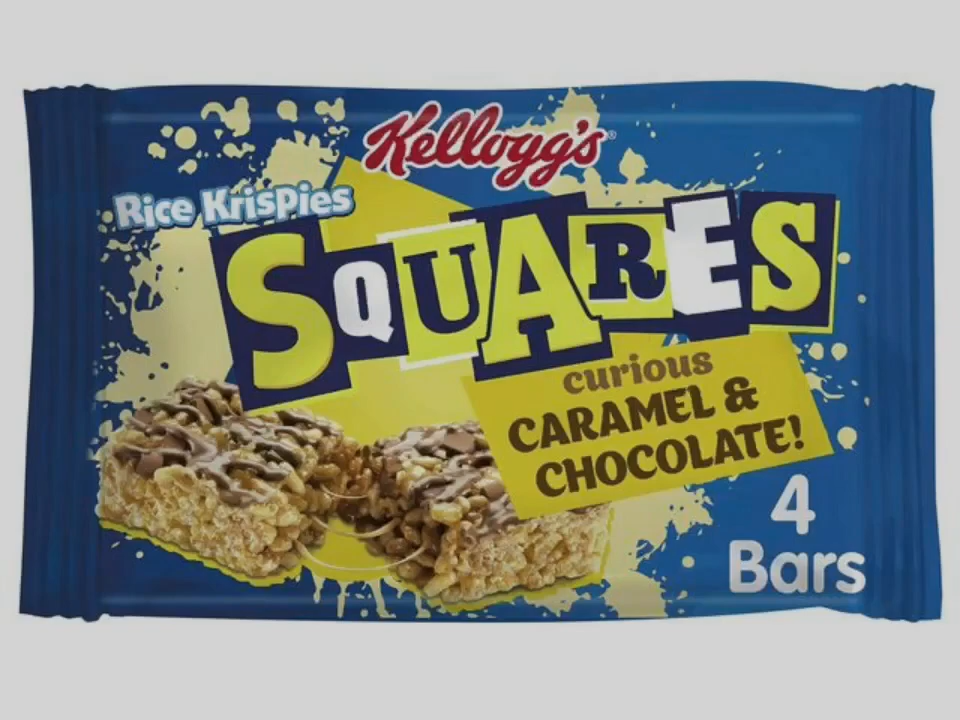 Kellogg's®
Rice Krispies
SQUARES
curious
CARAMEL &
CHOCOLATE!
4
Bars